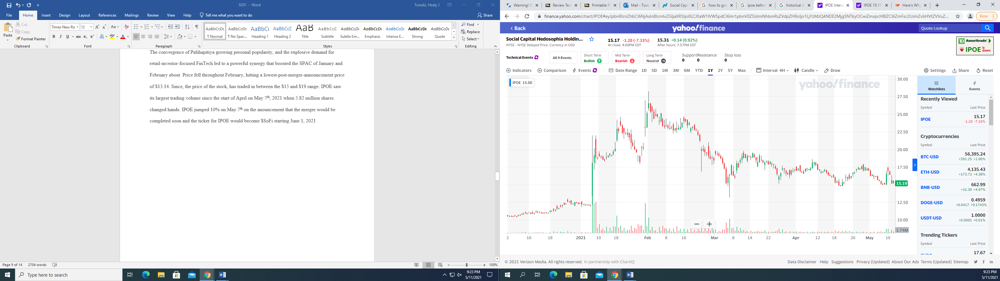 SOFI - Word
Tureski, Healy J
File Home Insert Design Layout References Mailings Review View Help Tell me what you want to do
Share
Paste
Cut
Copy
Format Painter
Clipboard
Times New Ro 12
Font
Paragraph
AaBbCcDc AaBbCcDc AaBbCc AaBbCcD AaB AaBbCcD AaBbCcDc AaBbCcDc AaBbCcDc AaBbCcDc AaBbCcDc
¶ Normal ¶ No Spac... Heading 1 Heading 2 Title Subtitle Subtle Em... Emphasis Intense E... Strong Quote
Styles
Find
Replace
Select
Editing
The convergence of Palihapitiya growing personal popularity, and the explosive demand for
retail-investor-focused FinTech led to a powerful synergy that boosted the SPAC of January and
February about  Price fell throughout February, hitting a lowest-post-merger-announcement price
of $13.14. Since, the price of the stock, has traded in between the $15 and $19 range. IPOE saw
its largest trading volume since the start of April on May 7th, 2021 when 5.82 million shares
changed hands. IPOE jumped 10% on May 7th on the anouncement that the merger would be
completed soon and the ticker for IPOE would become $SoFi starting June 1, 2021
Page 9 of 14 2704 words
100%
Type here to search
9:23 PM
5/11/2021
Warning! D Review Test Printable P Mail - Ture Social Capi how to goo ipoe before historical in IPOE Intera IPOE 15.17 Here's Why
Error
Back
yahoo!finance
Quote Lookup
Social Capital Hedosophia Holdin...
NYSE - NYSE Delayed Price. Currency in USD
15.17 -1.20 (-7.33%)
At close: 4:00PM EDT
15.31 +0.14 (0.92%)
After hours: 7:57PM EDT
TD Ameritrade
IPOE is down
Technical Events
All 9 Events
Short Term
Bullish
Mid Term
Bearish
Long Term
Neutral
Support Resistance Stop loss
0 0 0
Indicators Comparison Events Date Range 1D 5D 1M 3M 6M YTD 1Y 2Y 5Y Max Interval 4H Candle Draw Settings Share Reset
IPOE 15.00
yahoo!finance
30.00
27.50
25.00
22.50
20.00
17.50
15.19
12.50
10.00
1.74M
2 10 18 2021 10 18 Feb 8 16 Mar 8 14 22 Apr 12 18 26 May 10
Watchlists
Events
Recently Viewed
Symbol Last Price
IPOE 15.17
-1.20 -7.33%
Cryptocurrencies
Symbol Last Price
BTC-USD 56,395.24
+591.25 +1.06%
ETH-USD 4,135.43
+173.72 +4.38%
BNB-USD 662.99
+31.39 +4.97%
DOGE-USD 0.4959
+0.0417 +9.1743%
USDT-USD 1.0000
+0.0001 +0.01%
Trending Tickers
Symbol Last Price
17.67
© 2021 Verizon Media. All rights reserved. In partnership with ChartIQ
Data Disclaimer Help Suggestions Privacy (Updated) About Our Ads Terms (Updated) Sitemap
9:23 PM
5/11/2021